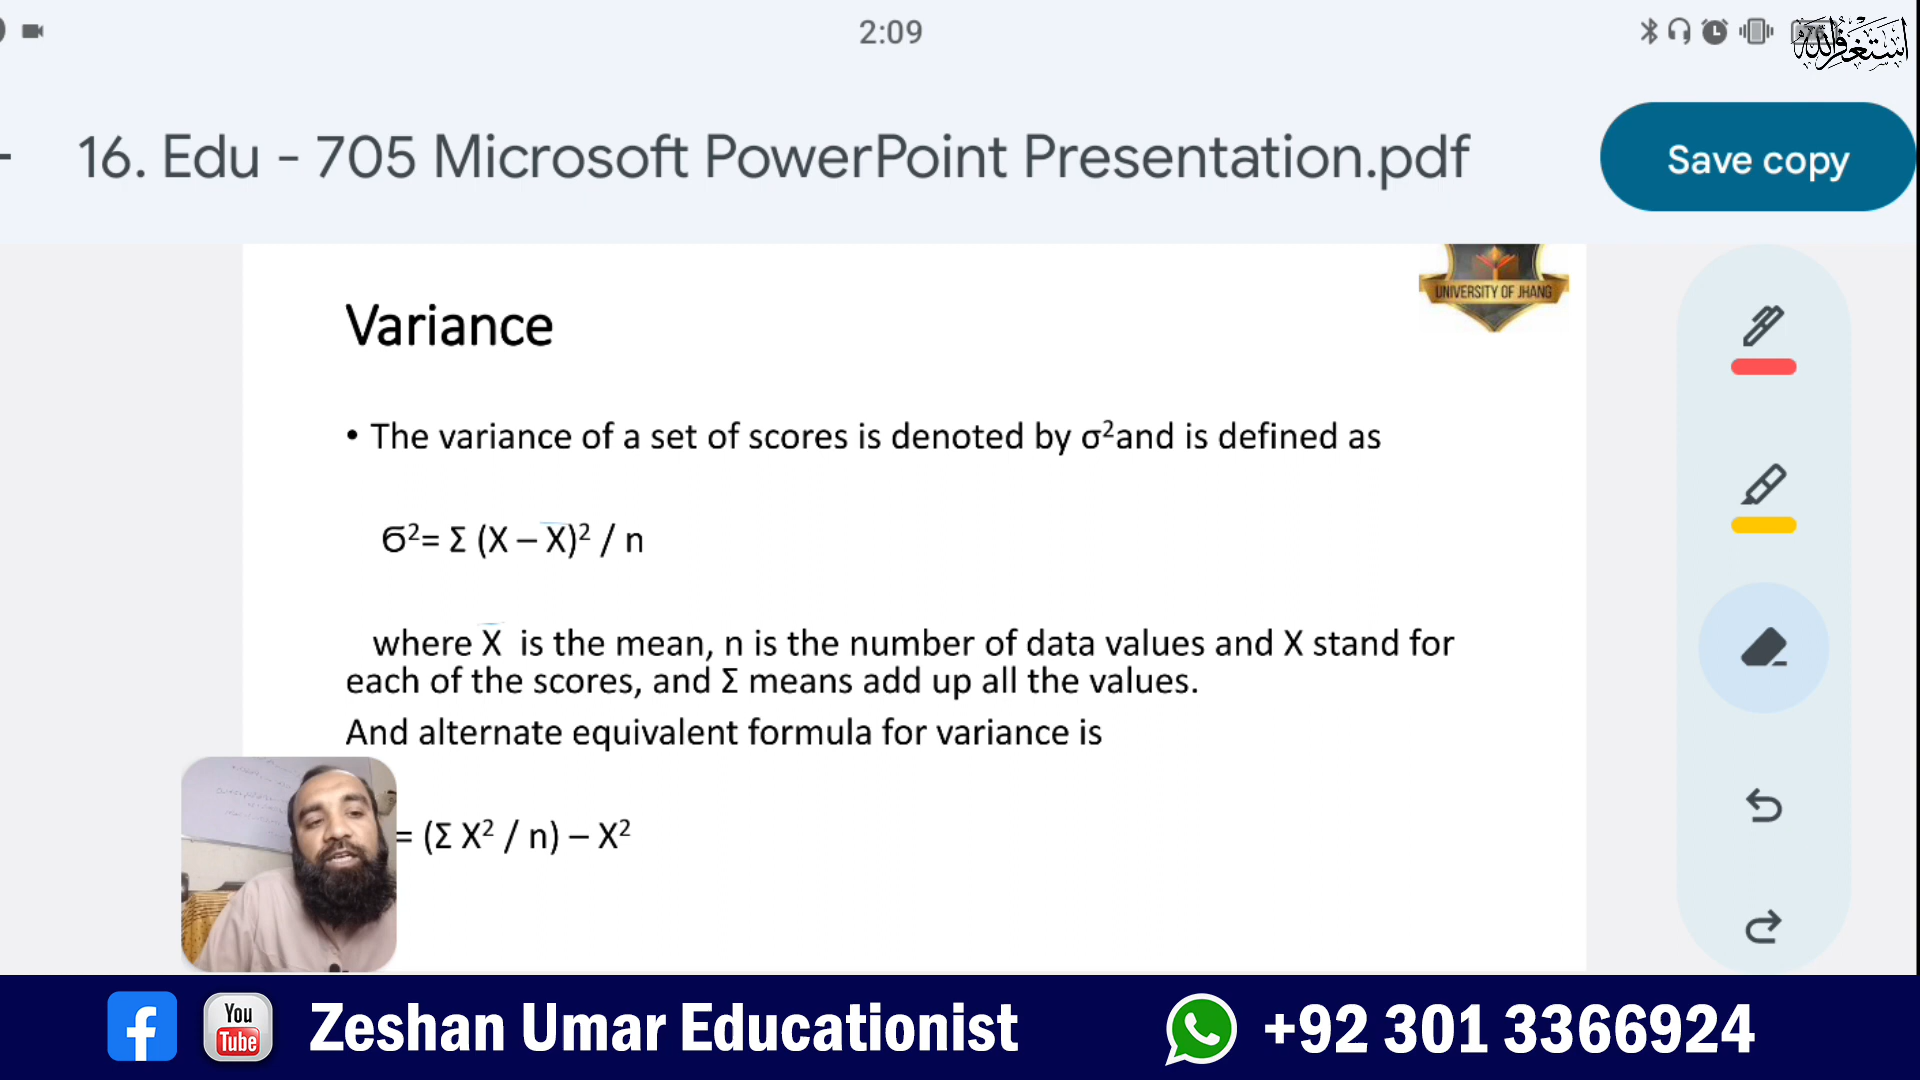 2:09
استغفر الله
16. Edu - 705 Microsoft PowerPoint Presentation.pdf
Save copy
UNIVERSITY OF JHANG
Variance
• The variance of a set of scores is denoted by σ²and is defined as
Ϭ²= Σ (X – X̅)² / n
where X̅ is the mean, n is the number of data values and X stand for
each of the scores, and Σ means add up all the values.
And alternate equivalent formula for variance is
= (Σ X² / n) – X²
You
Tube
Zeshan Umar Educationist
+92 301 3366924